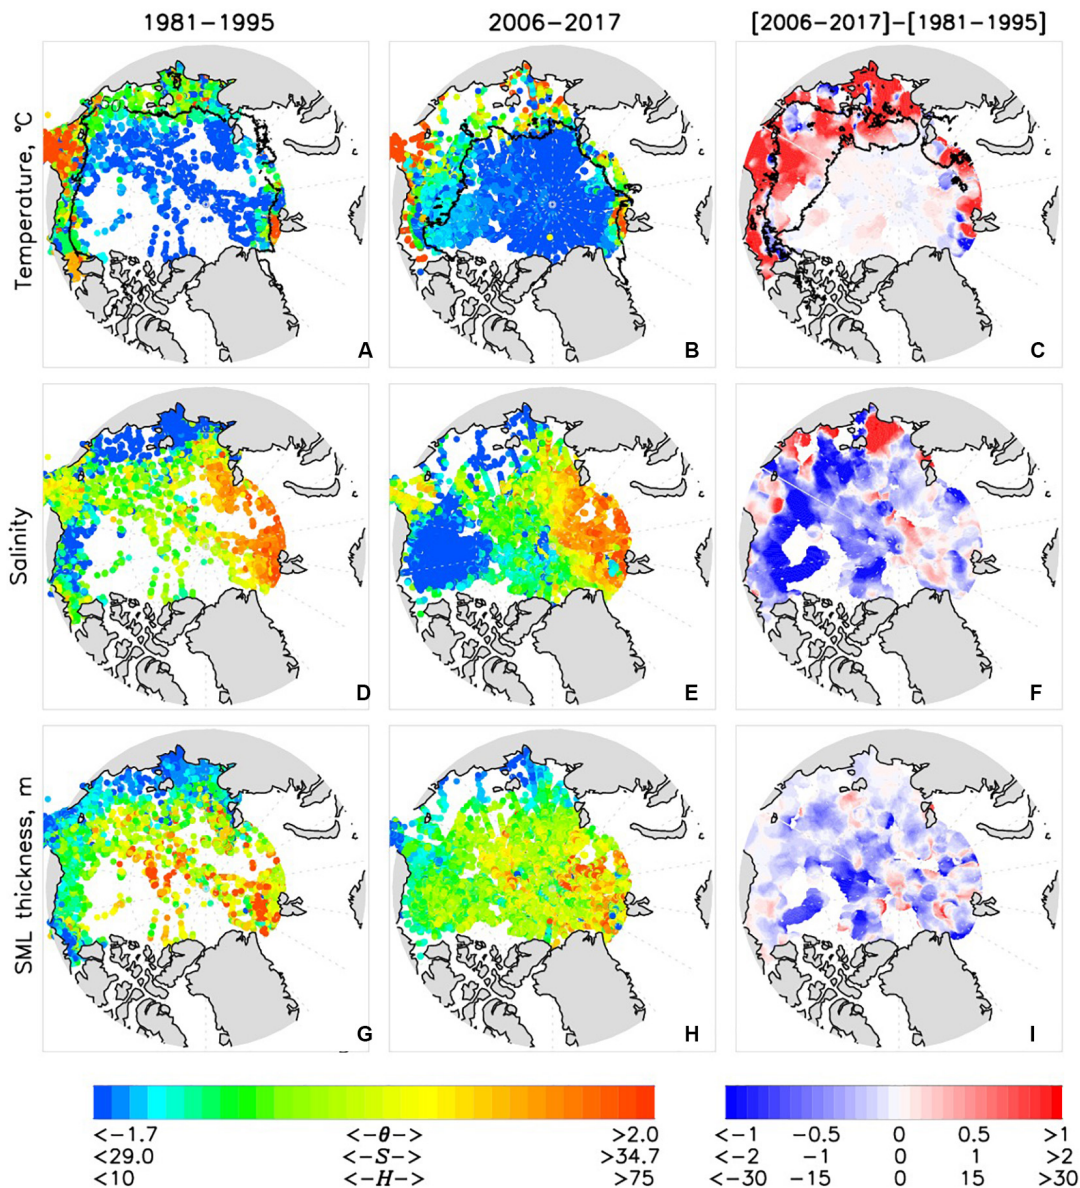 1981−1995
2006−2017
[2006−2017]−[1981−1995]
Temperature, °C
A
B
C
Salinity
D
E
F
SML thickness, m
G
H
I
<−1.7 <−θ−> >2.0
<29.0 <−S−> >34.7
<10 <−H−> >75
<−1 −0.5 0 0.5 >1
<−2 −1 0 1 >2
<−30 −15 0 15 >30